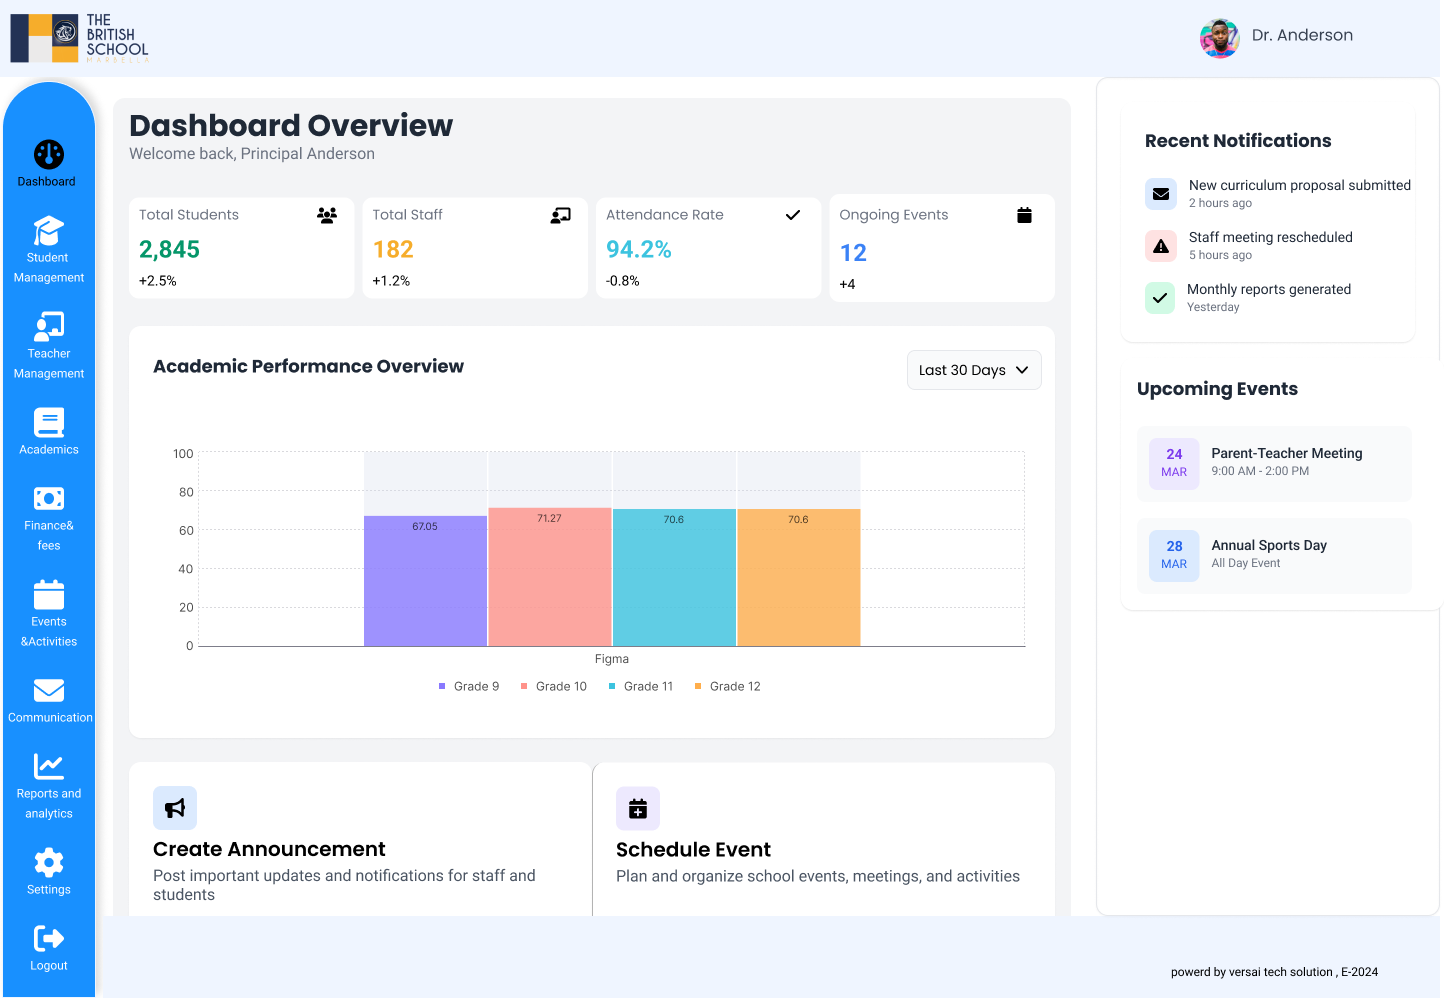 THE
BRITISH
SCHOOL
MARBELLA
Dr. Anderson
Dashboard
Student
Management
Teacher
Management
Academics
Finance&
fees
Events
&Activities
Communication
Reports and
analytics
Settings
Logout
Dashboard Overview
Welcome back, Principal Anderson
Total Students
2,845
+2.5%
Total Staff
182
+1.2%
Attendance Rate
94.2%
-0.8%
Ongoing Events
12
+4
Academic Performance Overview
Last 30 Days
100
80
60
40
20
0
67.05
71.27
70.6
70.6
Figma
Grade 9
Grade 10
Grade 11
Grade 12
Create Announcement
Post important updates and notifications for staff and
students
Schedule Event
Plan and organize school events, meetings, and activities
Recent Notifications
New curriculum proposal submitted
2 hours ago
Staff meeting rescheduled
5 hours ago
Monthly reports generated
Yesterday
Upcoming Events
24
MAR
Parent-Teacher Meeting
9:00 AM - 2:00 PM
28
MAR
Annual Sports Day
All Day Event
powerd by versai tech solution , E-2024